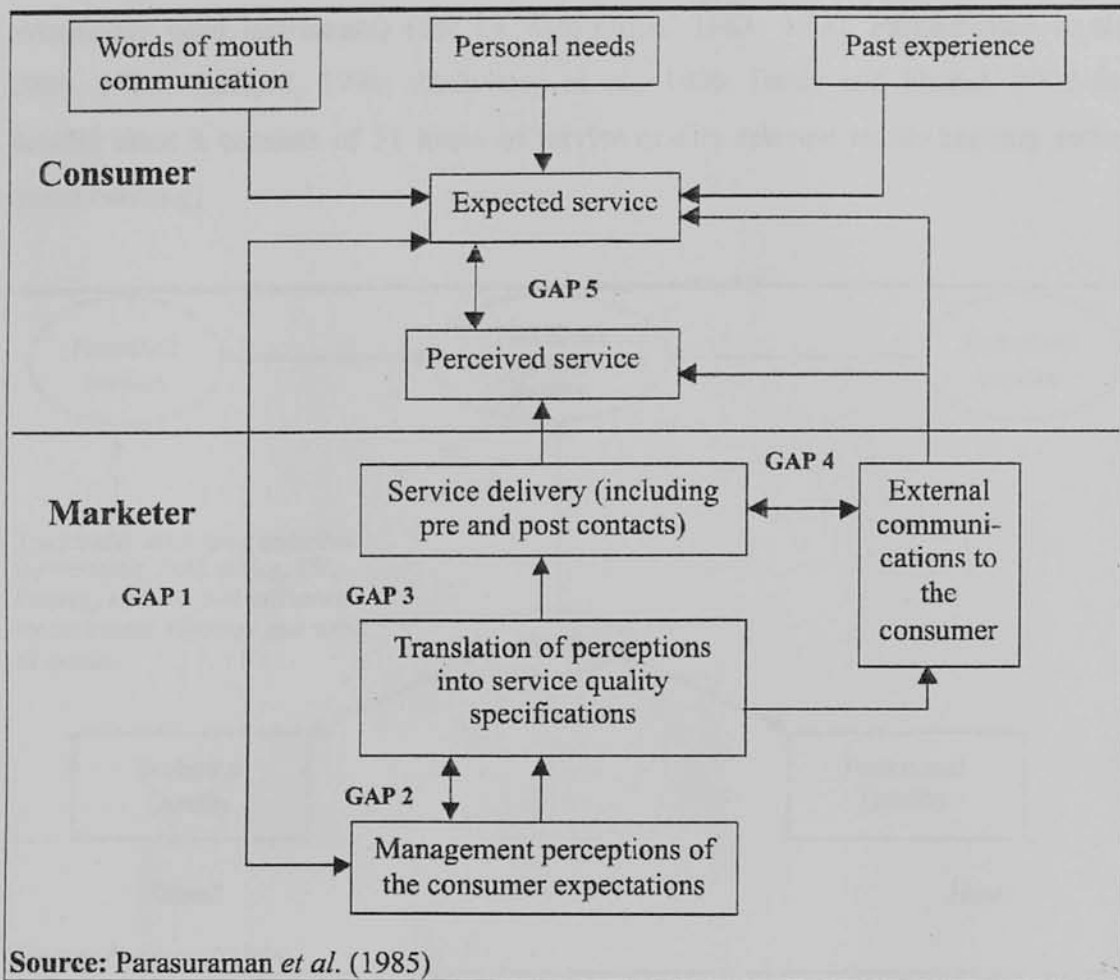 Words of mouth
communication
Personal needs
Past experience
Consumer
Expected service
GAP 5
Perceived service
Marketer
Service delivery (including
pre and post contacts)
GAP 4
External
communi-
cations to
the
consumer
GAP 1
GAP 3
Translation of perceptions
into service quality
specifications
GAP 2
Management perceptions of
the consumer expectations
Source: Parasuraman et al. (1985)